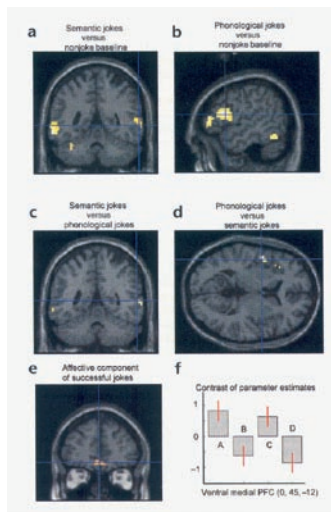 a
Semantic jokes
versus
nonjoke baseline
b
Phonological jokes
versus
nonjoke baseline
c
Semantic jokes
versus
phonological jokes
d
Phonological jokes
versus
semantic jokes
e
Affective component
of successful jokes
f
Contrast of parameter estimates
1
0
−1
A
B
C
D
Ventral medial PFC (0, 45, −12)